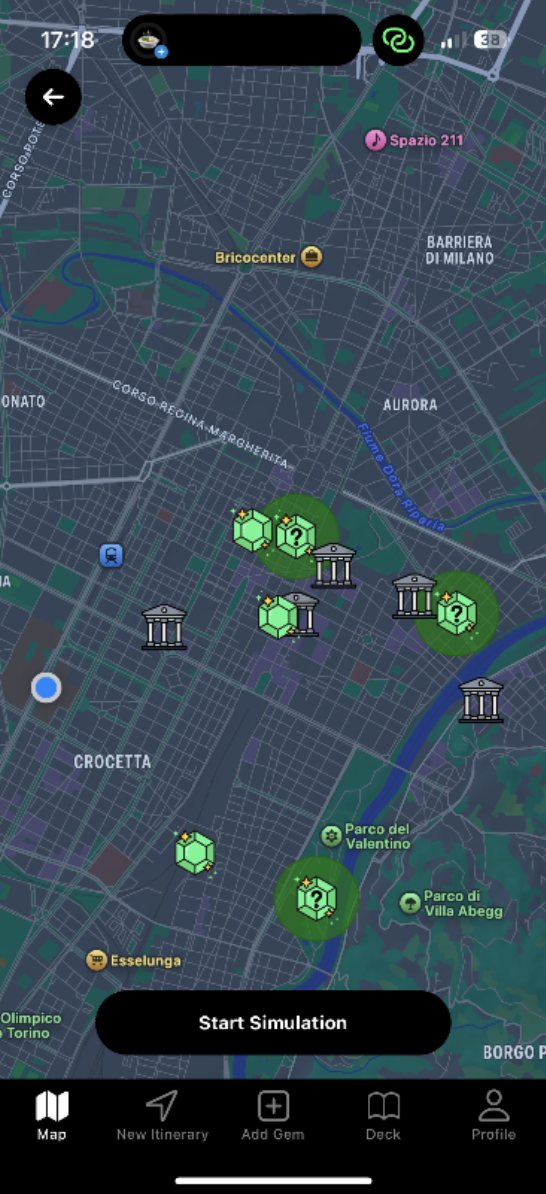 17:18
38
CORSO POTE
Spazio 211
Bricocenter
BARRIERA
DI MILANO
ONATO
CORSO REGINA MARGHERITA
AURORA
Fiume Dora Riparia
?
IA
?
CROCETTA
Parco del
Valentino
?
Parco di
Villa Abegg
Esselunga
Olimpico
Torino
Start Simulation
BORGO P
Map
New Itinerary
Add Gem
Deck
Profile